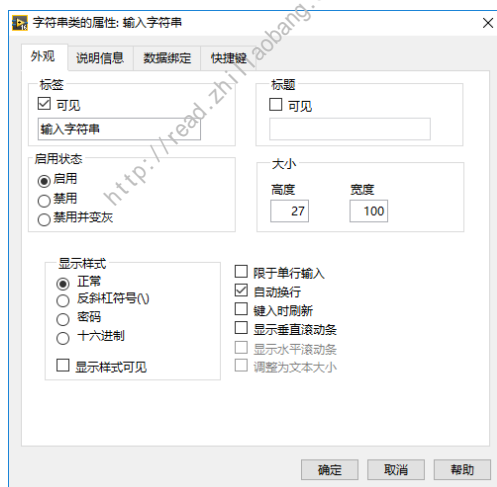 字符串类的属性: 输入字符串
外观 说明信息 数据绑定 快捷键
标签
可见
输入字符串
标题
可见
启用状态
启用
禁用
禁用并变灰
大小
高度 宽度
27 100
显示样式
正常
反斜杠符号(\)
密码
十六进制
显示样式可见
限于单行输入
自动换行
键入时刷新
显示垂直滚动条
显示水平滚动条
调整为文本大小
确定 取消 帮助
http://read.zhiliaobang.